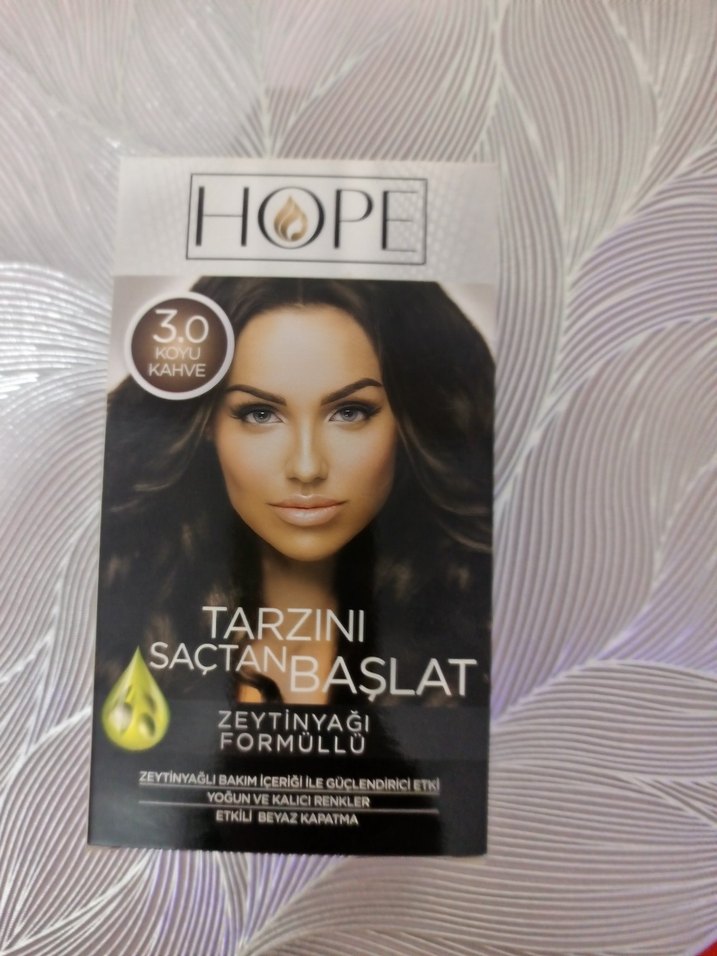 HOPE
3.0
KOYU
KAHVE
TARZINI
SAÇTAN BAŞLAT
ZEYTİNYAĞI
FORMÜLLÜ
ZEYTİNYAĞLI BAKIM İÇERİĞİ İLE GÜÇLENDİRİCİ ETKİ
YOĞUN VE KALICI RENKLER
ETKİLİ BEYAZ KAPATMA